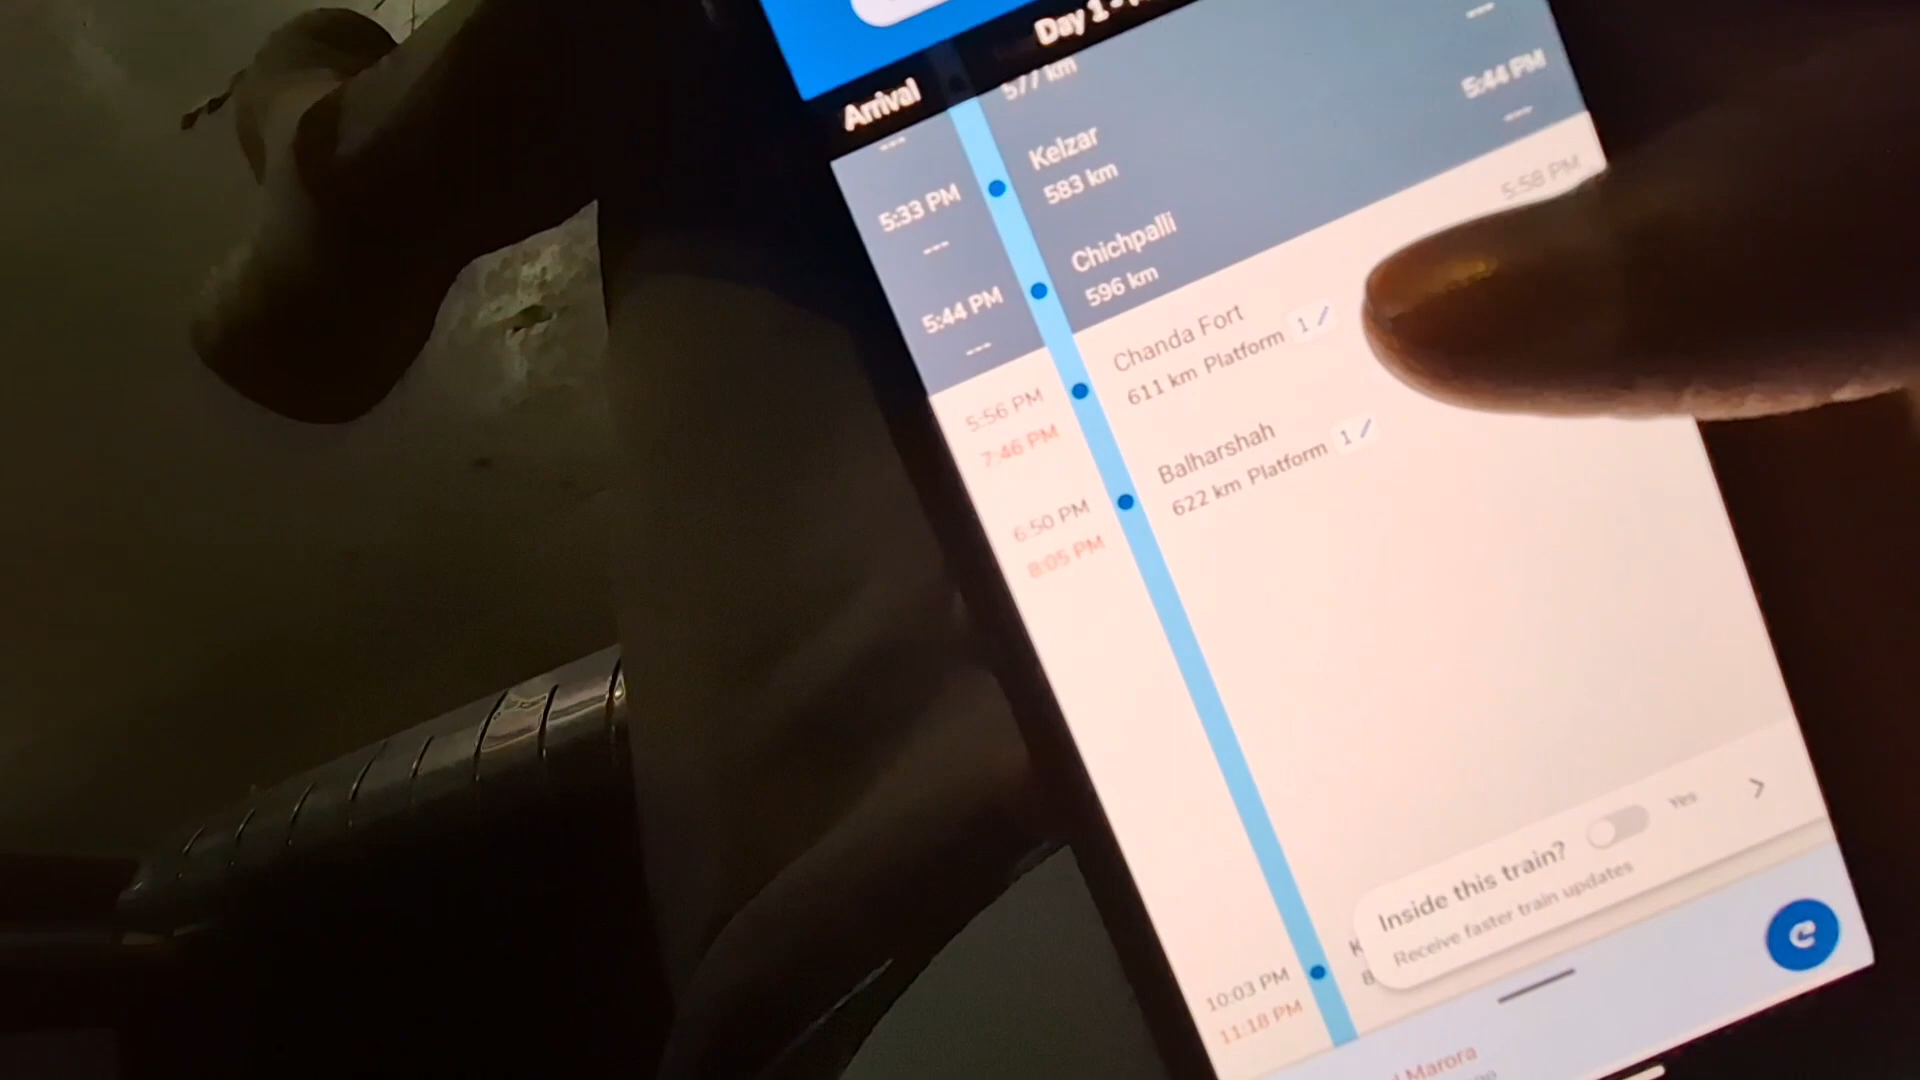 Day 1 -
Arrival
577 km
---
---
5:33 PM
Kelzar
5:44 PM
---
583 km
---
5:44 PM
Chichpalli
5:58 PM
---
596 km
5:56 PM
Chanda Fort
7:46 PM
611 km Platform 1
6:50 PM
Balharshah
8:05 PM
622 km Platform 1
Inside this train? Yes
Receive faster train updates
10:03 PM
11:18 PM
Marora